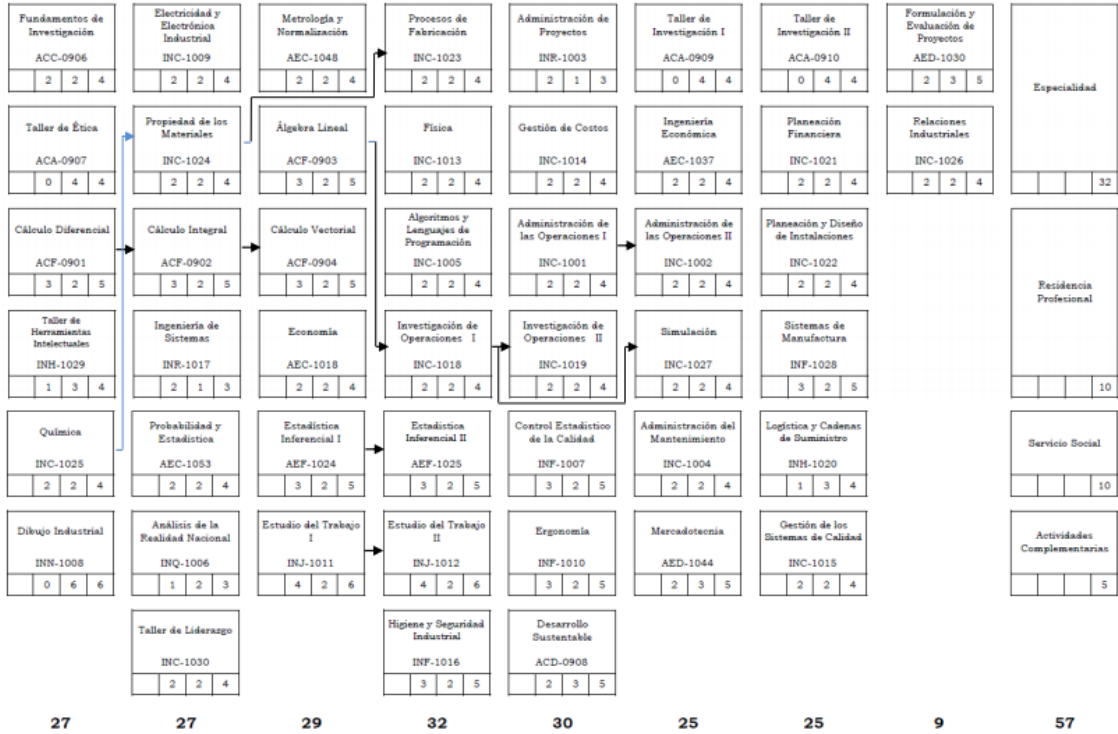 Fundamentos de
Investigación
ACC-0906
2 2 4
Taller de Ética
ACA-0907
0 4 4
Cálculo Diferencial
ACF-0901
3 2 5
Taller de
Herramientas
Intelectuales
INH-1029
1 3 4
Química
INC-1025
2 2 4
Dibujo Industrial
INN-1008
0 6 6
27
Electricidad y
Electrónica
Industrial
INC-1009
2 2 4
Propiedad de los
Materiales
INC-1024
2 2 4
Cálculo Integral
ACF-0902
3 2 5
Ingeniería de
Sistemas
INR-1017
2 1 3
Probabilidad y
Estadística
AEC-1053
2 2 4
Análisis de la
Realidad Nacional
INQ-1006
1 2 3
Taller de Liderazgo
INC-1030
2 2 4
27
Metrología y
Normalización
AEC-1048
2 2 4
Álgebra Lineal
ACF-0903
3 2 5
Cálculo Vectorial
ACF-0904
3 2 5
Economía
AEC-1018
2 2 4
Estadística
Inferencial I
AEF-1024
3 2 5
Estudio del Trabajo
I
INJ-1011
4 2 6
29
Procesos de
Fabricación
INC-1023
2 2 4
Física
INC-1013
2 2 4
Algoritmos y
Lenguajes de
Programación
INC-1005
2 2 4
Investigación de
Operaciones I
INC-1018
2 2 4
Estadística
Inferencial II
AEF-1025
3 2 5
Estudio del Trabajo
II
INJ-1012
4 2 6
Higiene y Seguridad
Industrial
INF-1016
3 2 5
32
Administración de
Proyectos
INR-1003
2 1 3
Gestión de Costos
INC-1014
2 2 4
Administración de
las Operaciones I
INC-1001
2 2 4
Investigación de
Operaciones II
INC-1019
2 2 4
Control Estadístico
de la Calidad
INF-1007
3 2 5
Ergonomía
INF-1010
3 2 5
Desarrollo
Sustentable
ACD-0908
2 3 5
30
Taller de
Investigación I
ACA-0909
0 4 4
Ingeniería
Económica
AEC-1037
2 2 4
Administración de
las Operaciones II
INC-1002
2 2 4
Simulación
INC-1027
2 2 4
Administración del
Mantenimiento
INC-1004
2 2 4
Mercadotecnia
AED-1044
2 3 5
25
Taller de
Investigación II
ACA-0910
0 4 4
Planeación
Financiera
INC-1021
2 2 4
Planeación y Diseño
de Instalaciones
INC-1022
2 2 4
Sistemas de
Manufactura
INF-1028
3 2 5
Logística y Cadenas
de Suministro
INH-1020
1 3 4
Gestión de los
Sistemas de Calidad
INC-1015
2 2 4
25
Formulación y
Evaluación de
Proyectos
AED-1030
2 3 5
Relaciones
Industriales
INC-1026
2 2 4
9
Especialidad
32
Residencia
Profesional
10
Servicio Social
10
Actividades
Complementarias
5
57